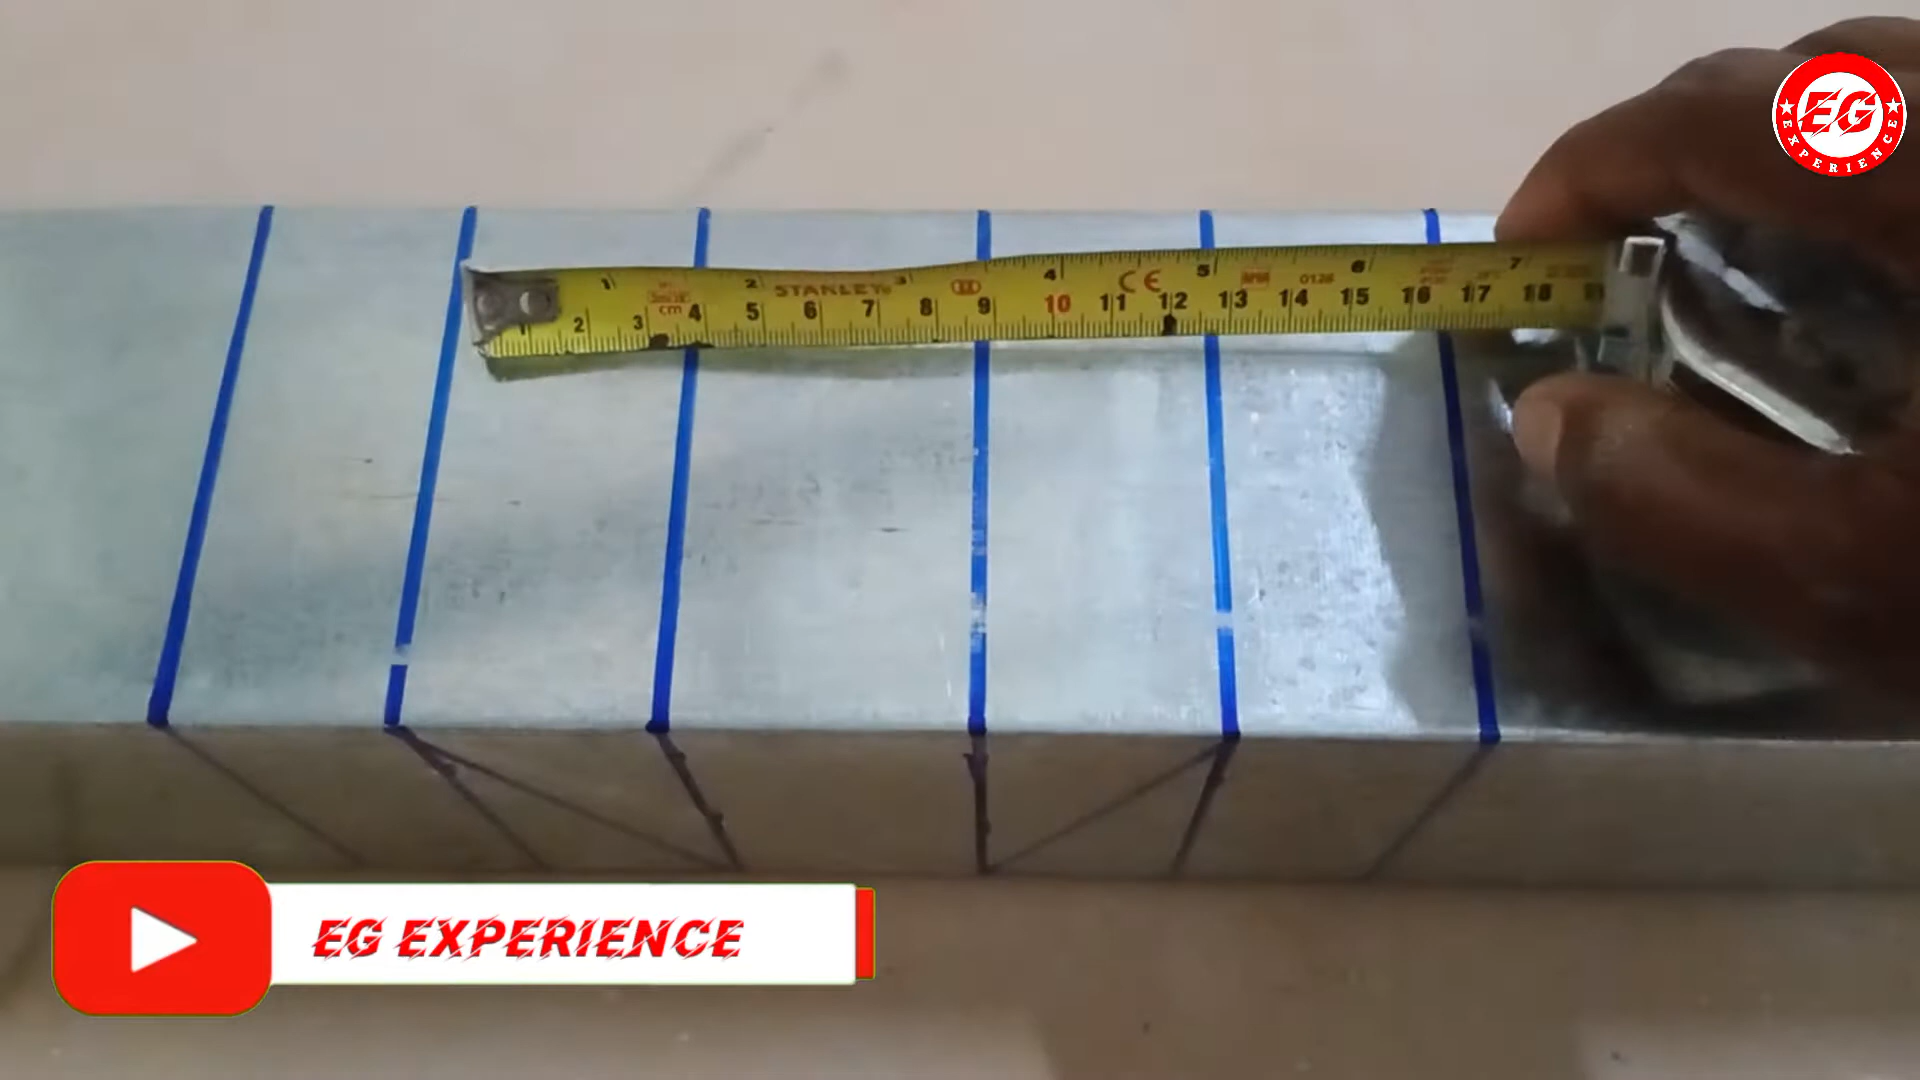 EG
EXPERIENCE
1 2 3 4 5 6 7
STANLEY
CE
0126
cm
1 2 3 4 5 6 7 8 9 10 11 12 13 14 15 16 17 18
EG EXPERIENCE